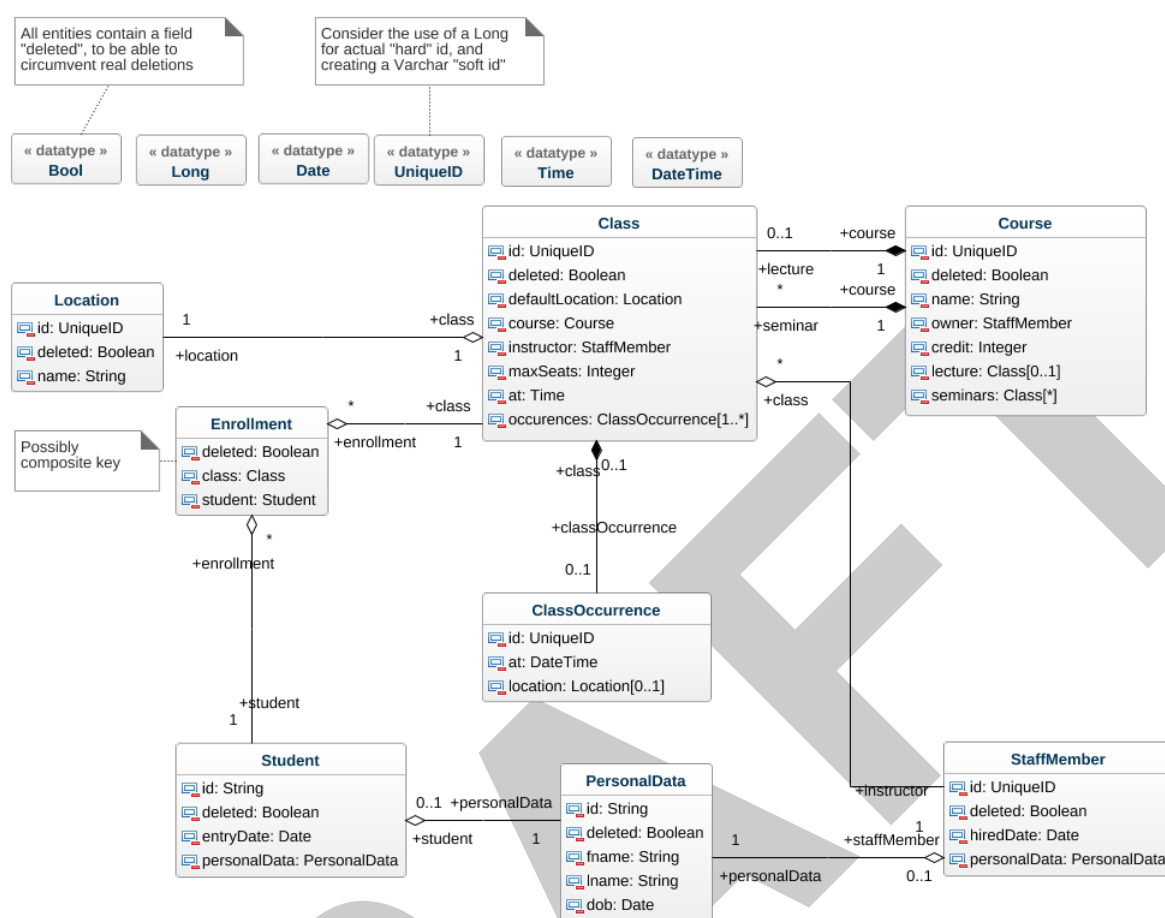 All entities contain a field
"deleted", to be able to
circumvent real deletions
Consider the use of a Long
for actual "hard" id, and
creating a Varchar "soft id"
« datatype »
Bool
« datatype »
Long
« datatype »
Date
« datatype »
UniqueID
« datatype »
Time
« datatype »
DateTime
Class
id: UniqueID
deleted: Boolean
defaultLocation: Location
course: Course
instructor: StaffMember
maxSeats: Integer
at: Time
occurences: ClassOccurrence[1..*]
0..1
+course
+lecture
1
*
+course
+seminar
1
*
+class
Course
id: UniqueID
deleted: Boolean
name: String
owner: StaffMember
credit: Integer
lecture: Class[0..1]
seminars: Class[*]
Location
id: UniqueID
deleted: Boolean
name: String
1
+class
+location
1
Enrollment
deleted: Boolean
class: Class
student: Student
*
+class
+enrollment
1
Possibly
composite key
+class
0..1
+classOccurrence
0..1
*
+enrollment
ClassOccurrence
id: UniqueID
at: DateTime
location: Location[0..1]
+student
1
Student
id: String
deleted: Boolean
entryDate: Date
personalData: PersonalData
0..1
+personalData
+student
1
PersonalData
id: String
deleted: Boolean
fname: String
lname: String
dob: Date
1
+staffMember
+personalData
0..1
+instructor
1
StaffMember
id: UniqueID
deleted: Boolean
hiredDate: Date
personalData: PersonalData